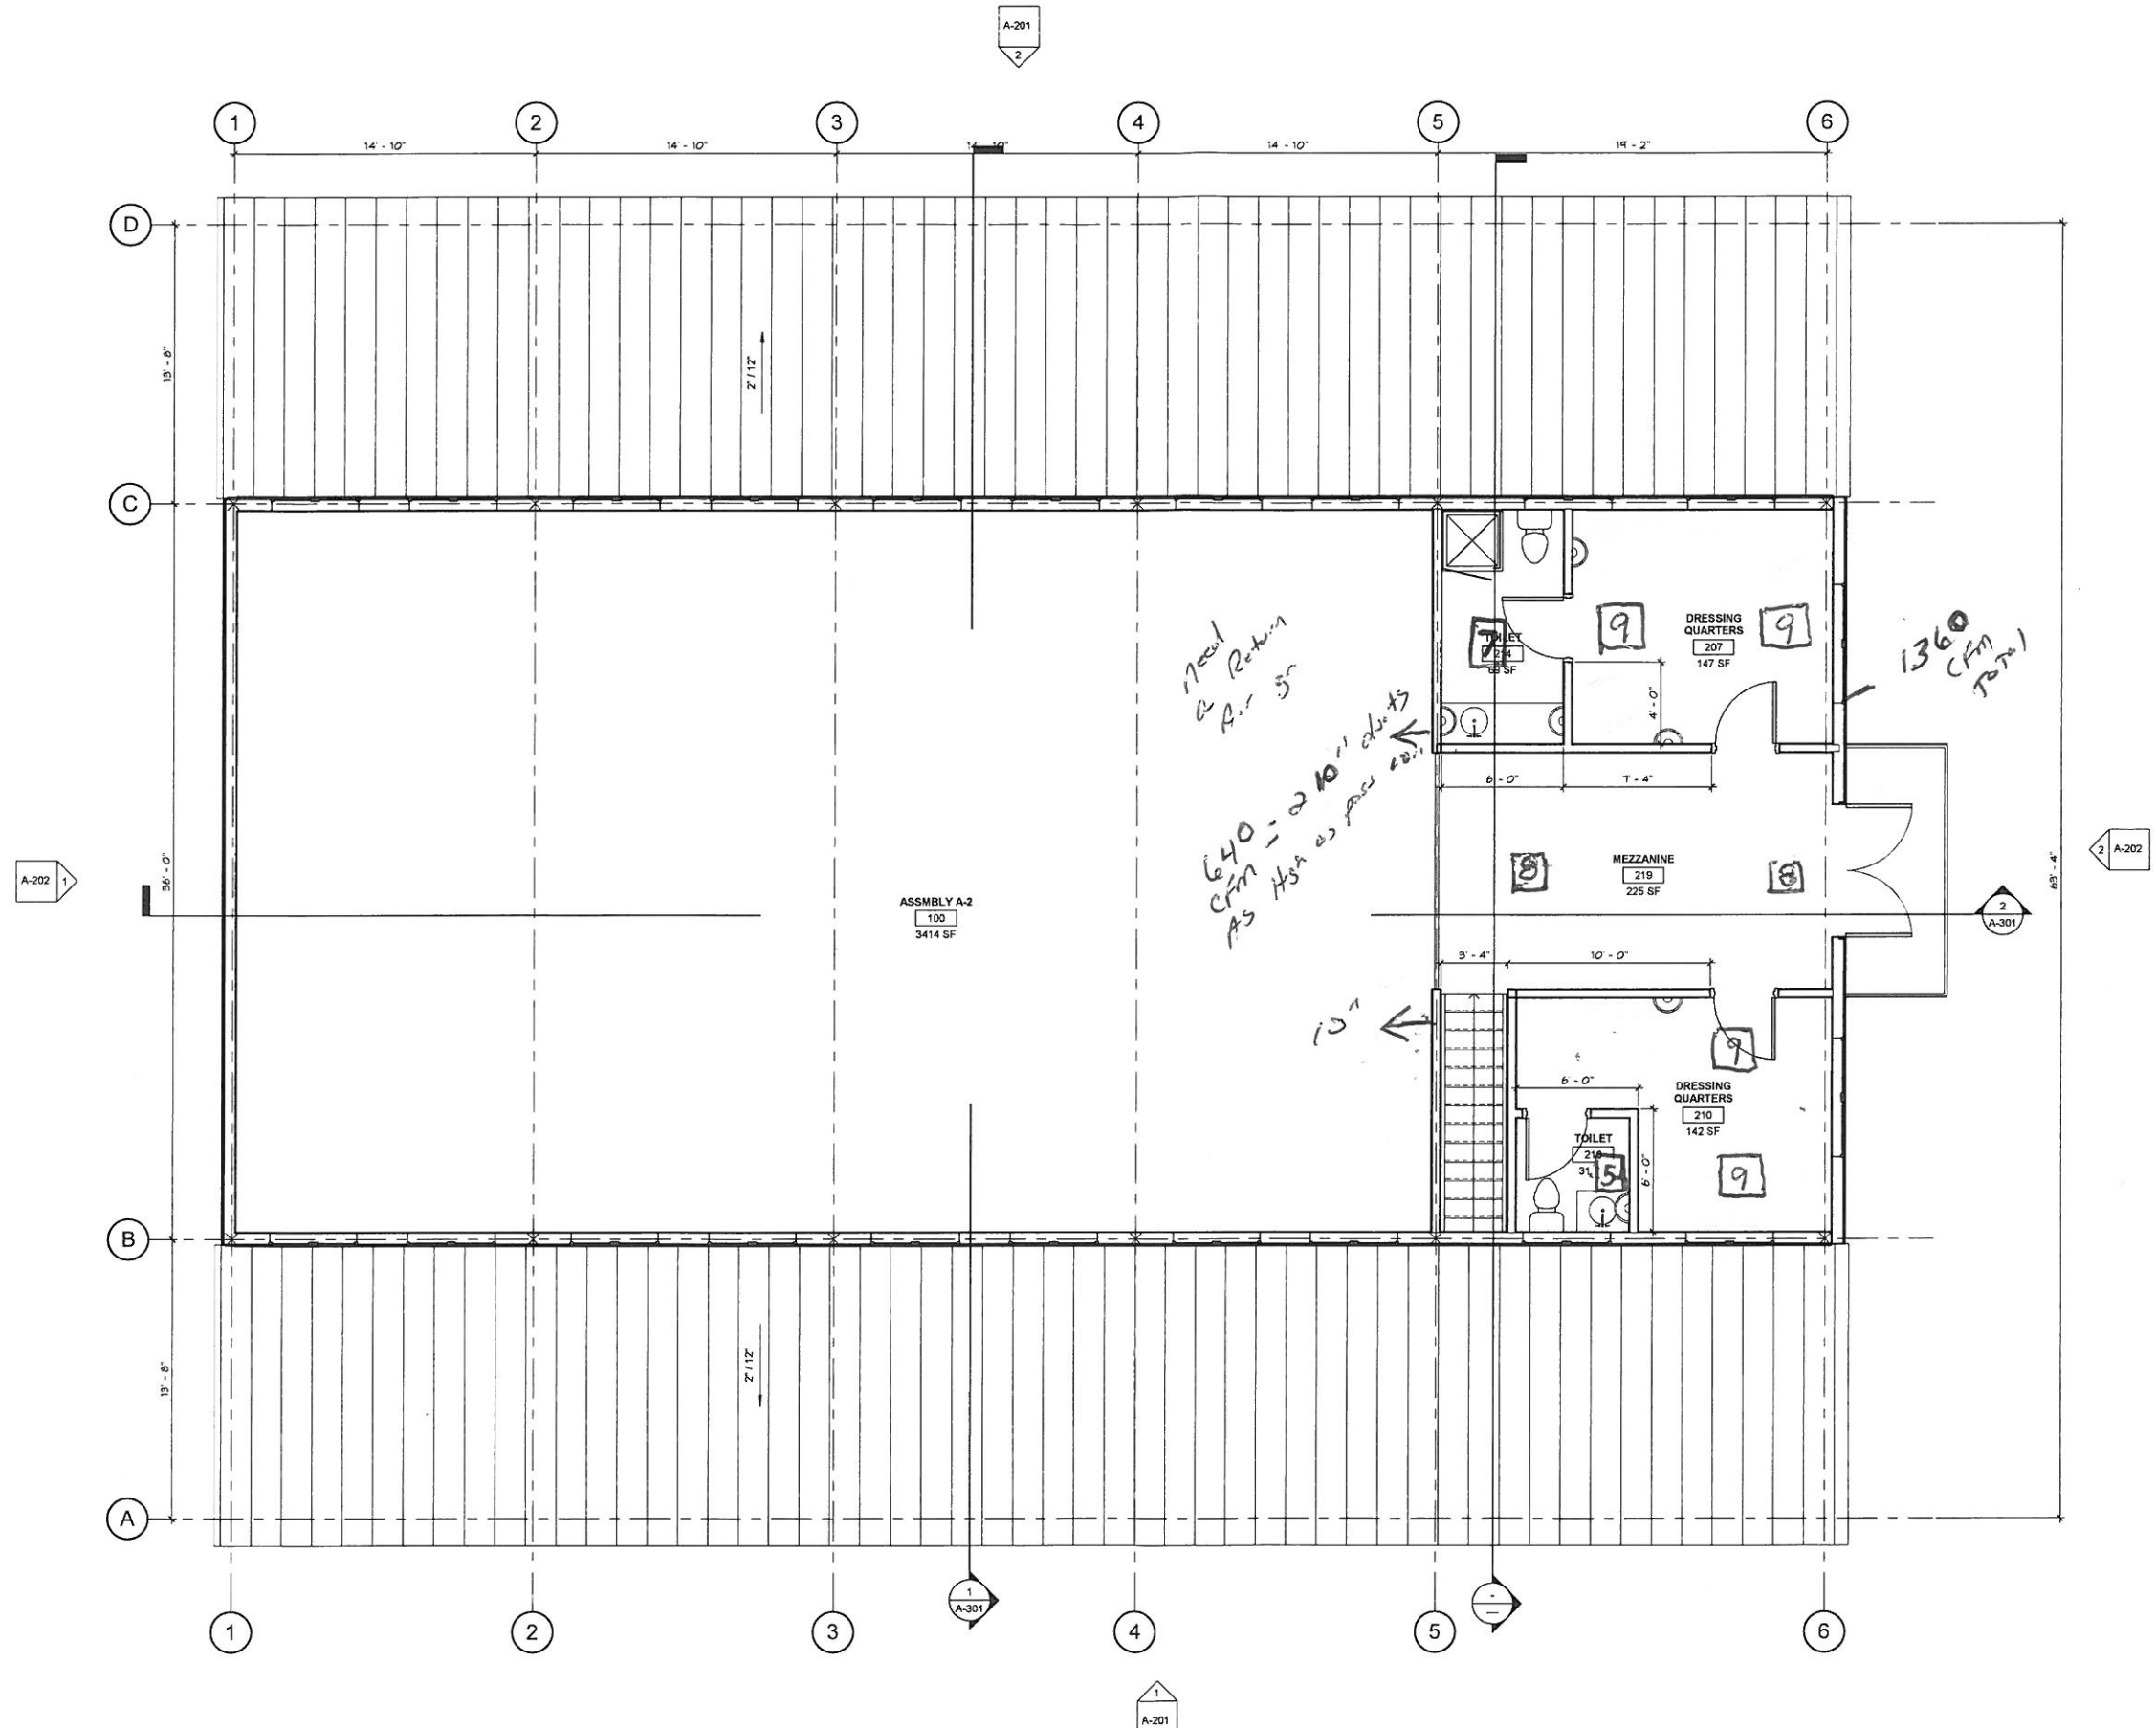 A-201
2
1
2
3
4
5
6
14' - 10"
14' - 10"
14' - 10"
14' - 10"
19' - 2"
D
13' - 8"
2" / 12"
C
TOILET
214
69 SF
7
9
9
DRESSING
QUARTERS
207
147 SF
1360
CFM
Total
4' - 0"
need
a Return
Air gr
6' - 0"
7' - 4"
640 = 2 10" ducts
CFM
As High as possible
A-202
1
36' - 0"
ASSMBLY A-2
100
3414 SF
8
MEZZANINE
219
225 SF
8
2
A-202
63' - 4"
2
A-301
3' - 4"
10' - 0"
10"
9
6' - 0"
DRESSING
QUARTERS
210
142 SF
TOILET
31
5
6' - 0"
9
B
13' - 8"
2" / 12"
A
1
A-301
1
2
3
4
5
6
1
A-201